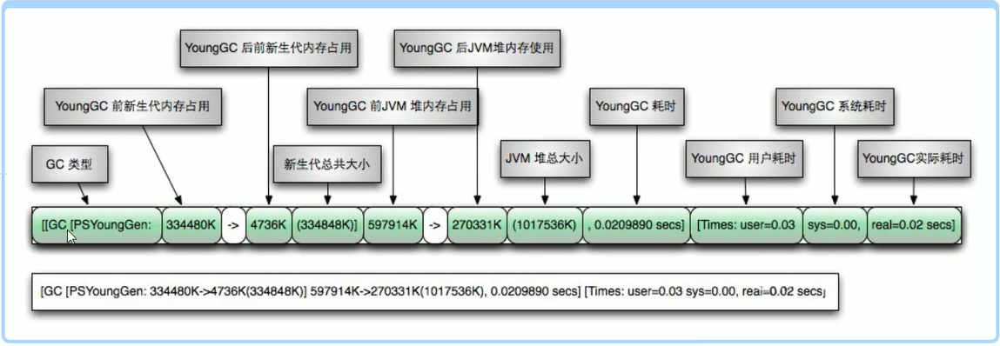 YoungGC 后前新生代内存占用
YoungGC 后JVM堆内存使用
YoungGC 前新生代内存占用
YoungGC 前JVM 堆内存占用
YoungGC 耗时
YoungGC 系统耗时
GC 类型
新生代总共大小
JVM 堆总大小
YoungGC 用户耗时
YoungGC实际耗时
[[GC [PSYoungGen: 334480K -> 4736K (334848K)] 597914K -> 270331K (1017536K) , 0.0209890 secs] [Times: user=0.03 sys=0.00, real=0.02 secs]
[GC [PSYoungGen: 334480K->4736K(334848K)] 597914K->270331K(1017536K), 0.0209890 secs] [Times: user=0.03 sys=0.00, real=0.02 secs]